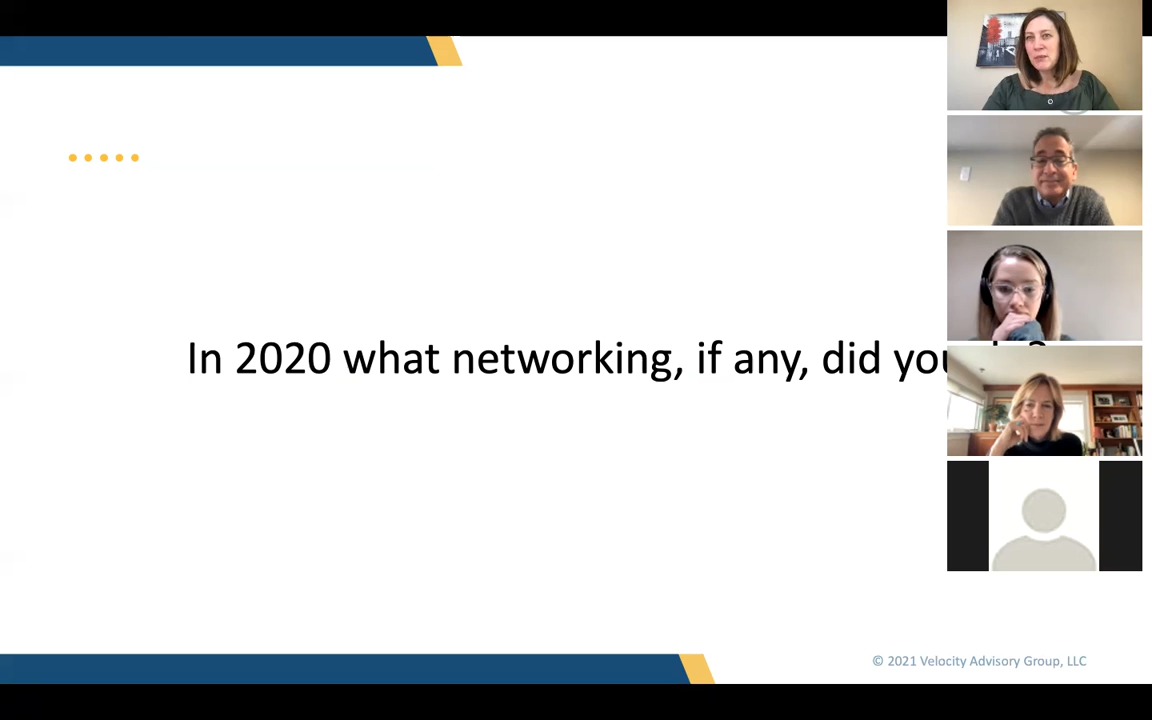 In 2020 what networking, if any, did you
© 2021 Velocity Advisory Group, LLC